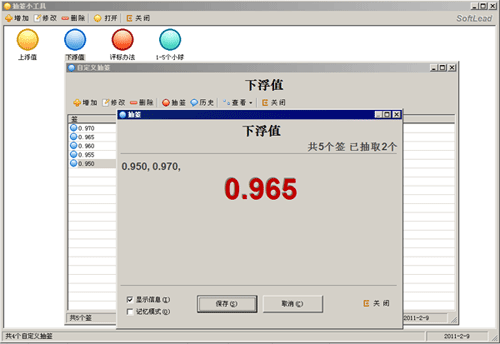 抽签小工具
增加 修改 删除 打开 关闭 SoftLead
上浮值 下浮值 评标办法 1-5个小球
自定义抽签
下浮值
增加 修改 删除 抽签 历史 查看 关闭
签
0.970
0.965
0.960
0.955
0.950
抽签
下浮值
共5个签 已抽取2个
0.950, 0.970,
0.965
显示信息(I)
记忆模式(J)
保存(S) 取消(C) 关闭
共5个签 2011-2-9
共4个自定义抽签 2011-2-9